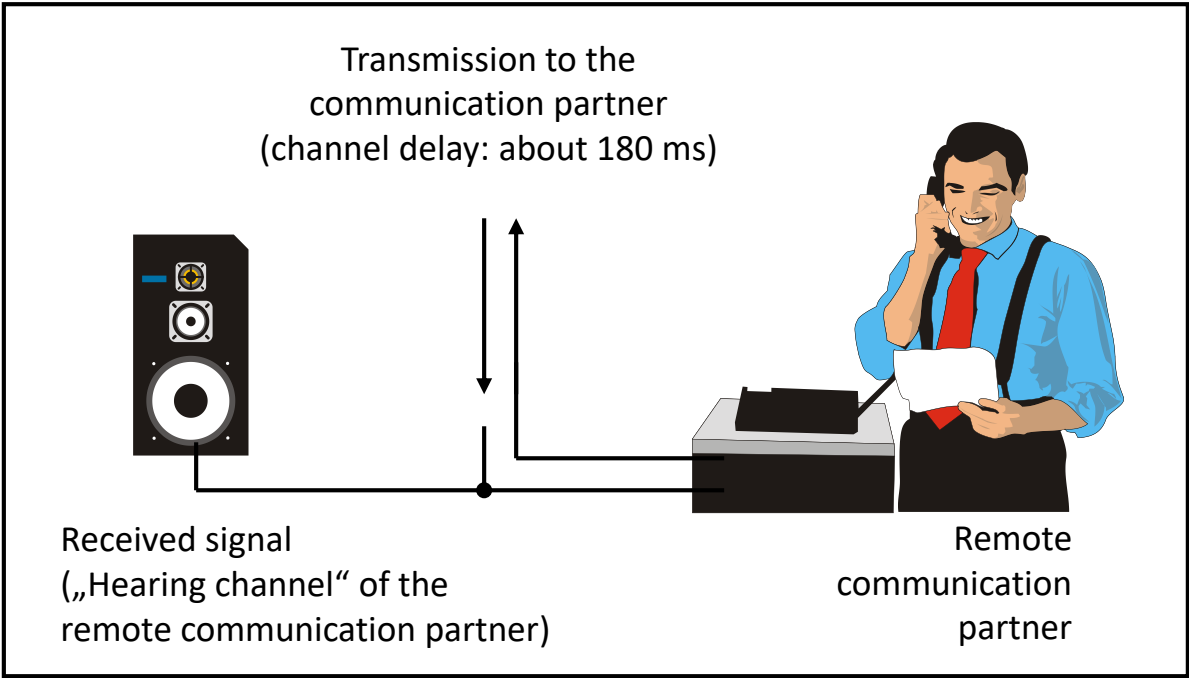 Transmission to the
communication partner
(channel delay: about 180 ms)
Received signal
(„Hearing channel“ of the
remote communication partner)
Remote
communication
partner